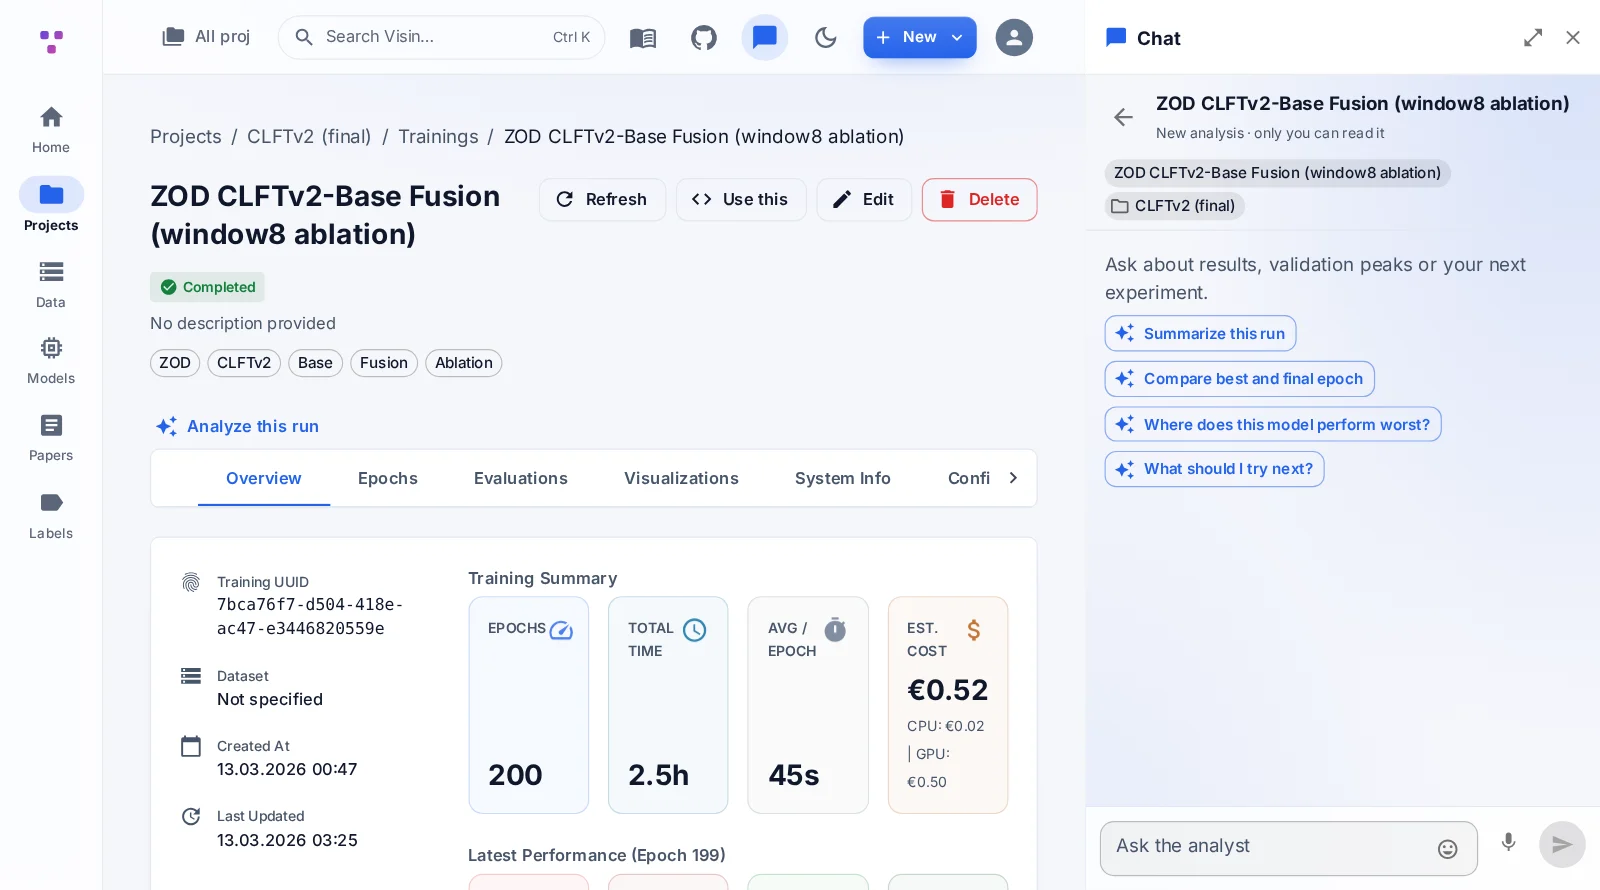 All proj
Search Visin...
Ctrl K
New
Chat
Home
Projects
Data
Models
Papers
Labels
Projects / CLFTv2 (final) / Trainings / ZOD CLFTv2-Base Fusion (window8 ablation)
ZOD CLFTv2-Base Fusion
(window8 ablation)
Refresh
Use this
Edit
Delete
Completed
No description provided
ZOD
CLFTv2
Base
Fusion
Ablation
Analyze this run
Overview
Epochs
Evaluations
Visualizations
System Info
Confi
Training UUID
7bca76f7-d504-418e-
ac47-e3446820559e
Dataset
Not specified
Created At
13.03.2026 00:47
Last Updated
13.03.2026 03:25
Training Summary
EPOCHS
200
TOTAL
TIME
2.5h
AVG /
EPOCH
45s
EST.
COST
€0.52
CPU: €0.02
| GPU:
€0.50
Latest Performance (Epoch 199)
ZOD CLFTv2-Base Fusion (window8 ablation)
New analysis · only you can read it
ZOD CLFTv2-Base Fusion (window8 ablation)
CLFTv2 (final)
Ask about results, validation peaks or your next
experiment.
Summarize this run
Compare best and final epoch
Where does this model perform worst?
What should I try next?
Ask the analyst